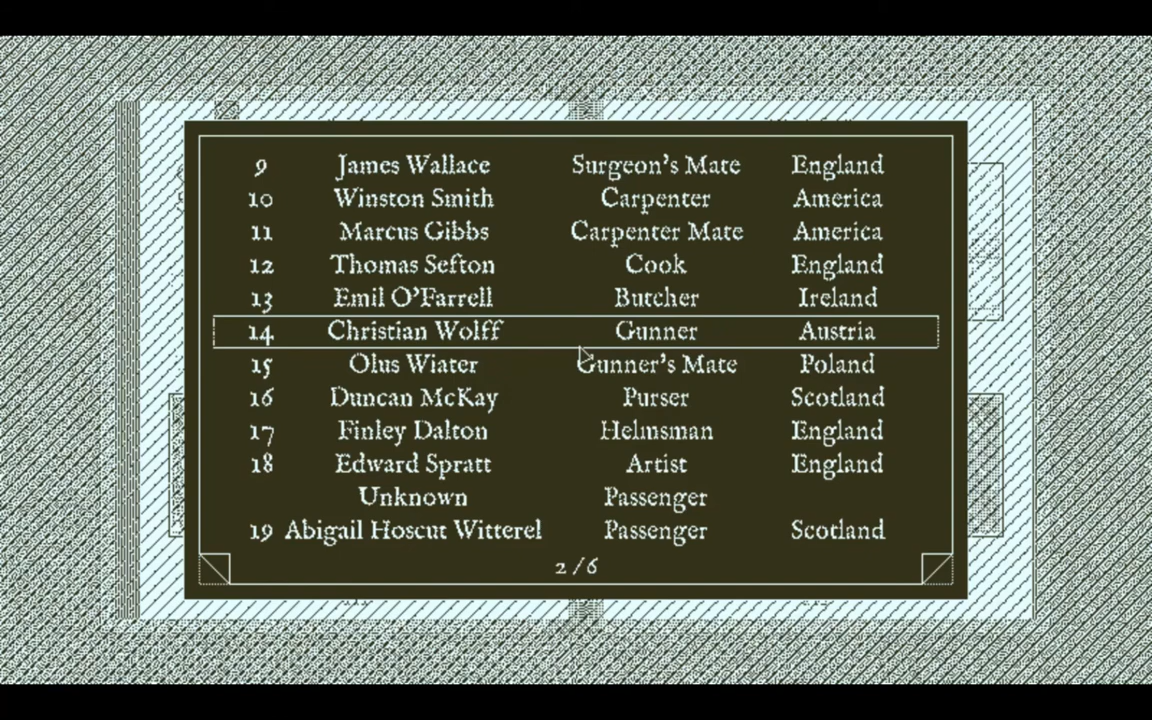 9 James Wallace Surgeon's Mate England
10 Winston Smith Carpenter America
11 Marcus Gibbs Carpenter Mate America
12 Thomas Sefton Cook England
13 Emil O'Farrell Butcher Ireland
14 Christian Wolff Gunner Austria
15 Olus Wiater Gunner's Mate Poland
16 Duncan McKay Purser Scotland
17 Finley Dalton Helmsman England
18 Edward Spratt Artist England
Unknown Passenger
19 Abigail Hoscut Witterel Passenger Scotland
2/6